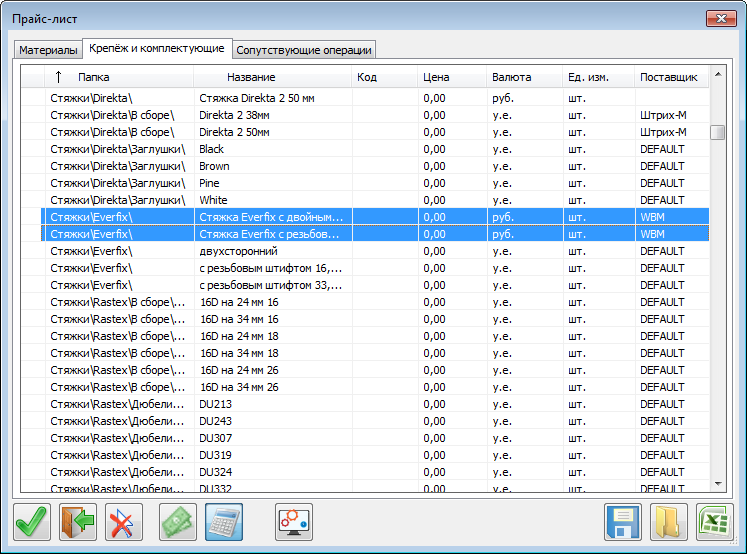 Прайс-лист
Материалы Крепёж и комплектующие Сопутствующие операции
↑ Папка Название Код Цена Валюта Ед. изм. Поставщик
Стяжки\Direkta\ Стяжка Direkta 2 50 мм 0,00 руб. шт.
Стяжки\Direkta\В сборе\ Direkta 2 38мм 0,00 у.е. шт. Штрих-М
Стяжки\Direkta\В сборе\ Direkta 2 50мм 0,00 у.е. шт. Штрих-М
Стяжки\Direkta\Заглушки\ Black 0,00 у.е. шт. DEFAULT
Стяжки\Direkta\Заглушки\ Brown 0,00 у.е. шт. DEFAULT
Стяжки\Direkta\Заглушки\ Pine 0,00 у.е. шт. DEFAULT
Стяжки\Direkta\Заглушки\ White 0,00 у.е. шт. DEFAULT
Стяжки\Everfix\ Стяжка Everfix с двойным... 0,00 руб. шт. WBM
Стяжки\Everfix\ Стяжка Everfix с резьбов... 0,00 руб. шт. WBM
Стяжки\Everfix\ двухсторонний 0,00 у.е. шт. DEFAULT
Стяжки\Everfix\ с резьбовым штифтом 16,... 0,00 у.е. шт. DEFAULT
Стяжки\Everfix\ с резьбовым штифтом 33,... 0,00 у.е. шт. DEFAULT
Стяжки\Rastex\В сборе\... 16D на 24 мм 16 0,00 у.е. шт. DEFAULT
Стяжки\Rastex\В сборе\... 16D на 34 мм 16 0,00 у.е. шт. DEFAULT
Стяжки\Rastex\В сборе\... 16D на 24 мм 18 0,00 у.е. шт. DEFAULT
Стяжки\Rastex\В сборе\... 16D на 34 мм 18 0,00 у.е. шт. DEFAULT
Стяжки\Rastex\В сборе\... 16D на 24 мм 26 0,00 у.е. шт. DEFAULT
Стяжки\Rastex\В сборе\... 16D на 34 мм 26 0,00 у.е. шт. DEFAULT
Стяжки\Rastex\Дюбели... DU213 0,00 у.е. шт. DEFAULT
Стяжки\Rastex\Дюбели... DU243 0,00 у.е. шт. DEFAULT
Стяжки\Rastex\Дюбели... DU307 0,00 у.е. шт. DEFAULT
Стяжки\Rastex\Дюбели... DU319 0,00 у.е. шт. DEFAULT
Стяжки\Rastex\Дюбели... DU324 0,00 у.е. шт. DEFAULT
Стяжки\Rastex\Дюбели... DU332 0,00 у.е. шт. DEFAULT